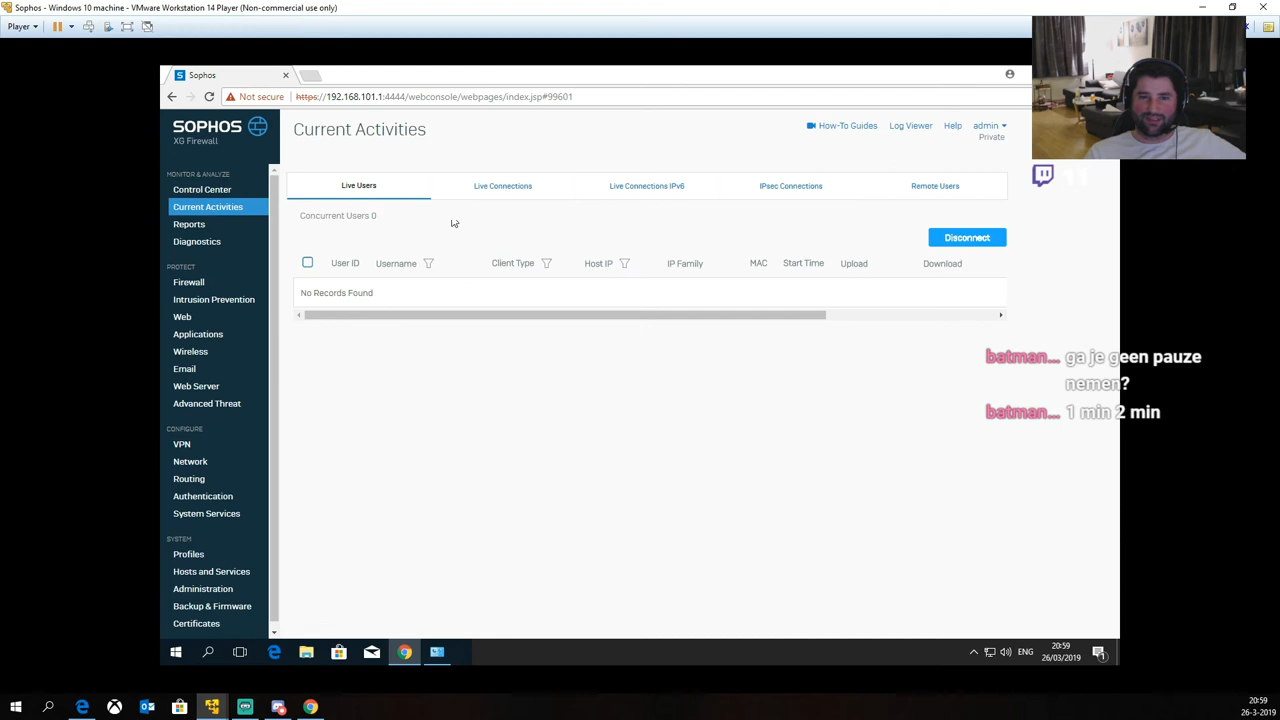 Sophos - Windows 10 machine - VMware Workstation 14 Player (Non-commercial use only)
Player
Sophos
Not secure
https://192.168.101.1:4444/webconsole/webpages/index.jsp#99601
SOPHOS
XG Firewall
Current Activities
How-To Guides
Log Viewer
Help
admin
Private
MONITOR & ANALYZE
Control Center
Current Activities
Reports
Diagnostics
PROTECT
Firewall
Intrusion Prevention
Web
Applications
Wireless
Email
Web Server
Advanced Threat
CONFIGURE
VPN
Network
Routing
Authentication
System Services
SYSTEM
Profiles
Hosts and Services
Administration
Backup & Firmware
Certificates
Live Users
Live Connections
Live Connections IPv6
IPsec Connections
Remote Users
Concurrent Users 0
Disconnect
User ID Username Client Type Host IP IP Family MAC Start Time Upload Download
No Records Found
batman... ga je geen pauze
nemen?
batman... 1 min 2 min
ENG
20:59
26/03/2019
20:59
26-3-2019